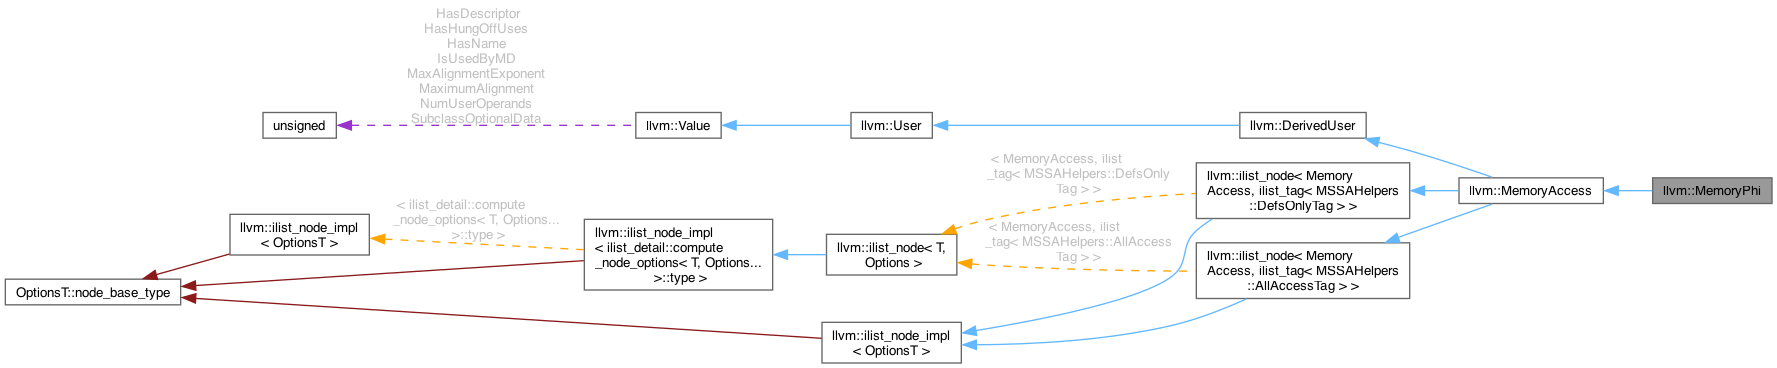 HasDescriptor
HasHungOffUses
HasName
IsUsedByMD
MaxAlignmentExponent
MaximumAlignment
NumUserOperands
SubclassOptionalData
unsigned
llvm::Value
llvm::User
llvm::DerivedUser
< MemoryAccess, ilist
_tag< MSSAHelpers::DefsOnly
Tag > >
llvm::ilist_node< Memory
Access, ilist_tag< MSSAHelpers
::DefsOnlyTag > >
llvm::MemoryAccess
llvm::MemoryPhi
< ilist_detail::compute
_node_options< T, Options...
>::type >
llvm::ilist_node_impl
< OptionsT >
llvm::ilist_node_impl
< ilist_detail::compute
_node_options< T, Options...
>::type >
llvm::ilist_node< T,
Options >
< MemoryAccess, ilist
_tag< MSSAHelpers::AllAccess
Tag > >
llvm::ilist_node< Memory
Access, ilist_tag< MSSAHelpers
::AllAccessTag > >
OptionsT::node_base_type
llvm::ilist_node_impl
< OptionsT >